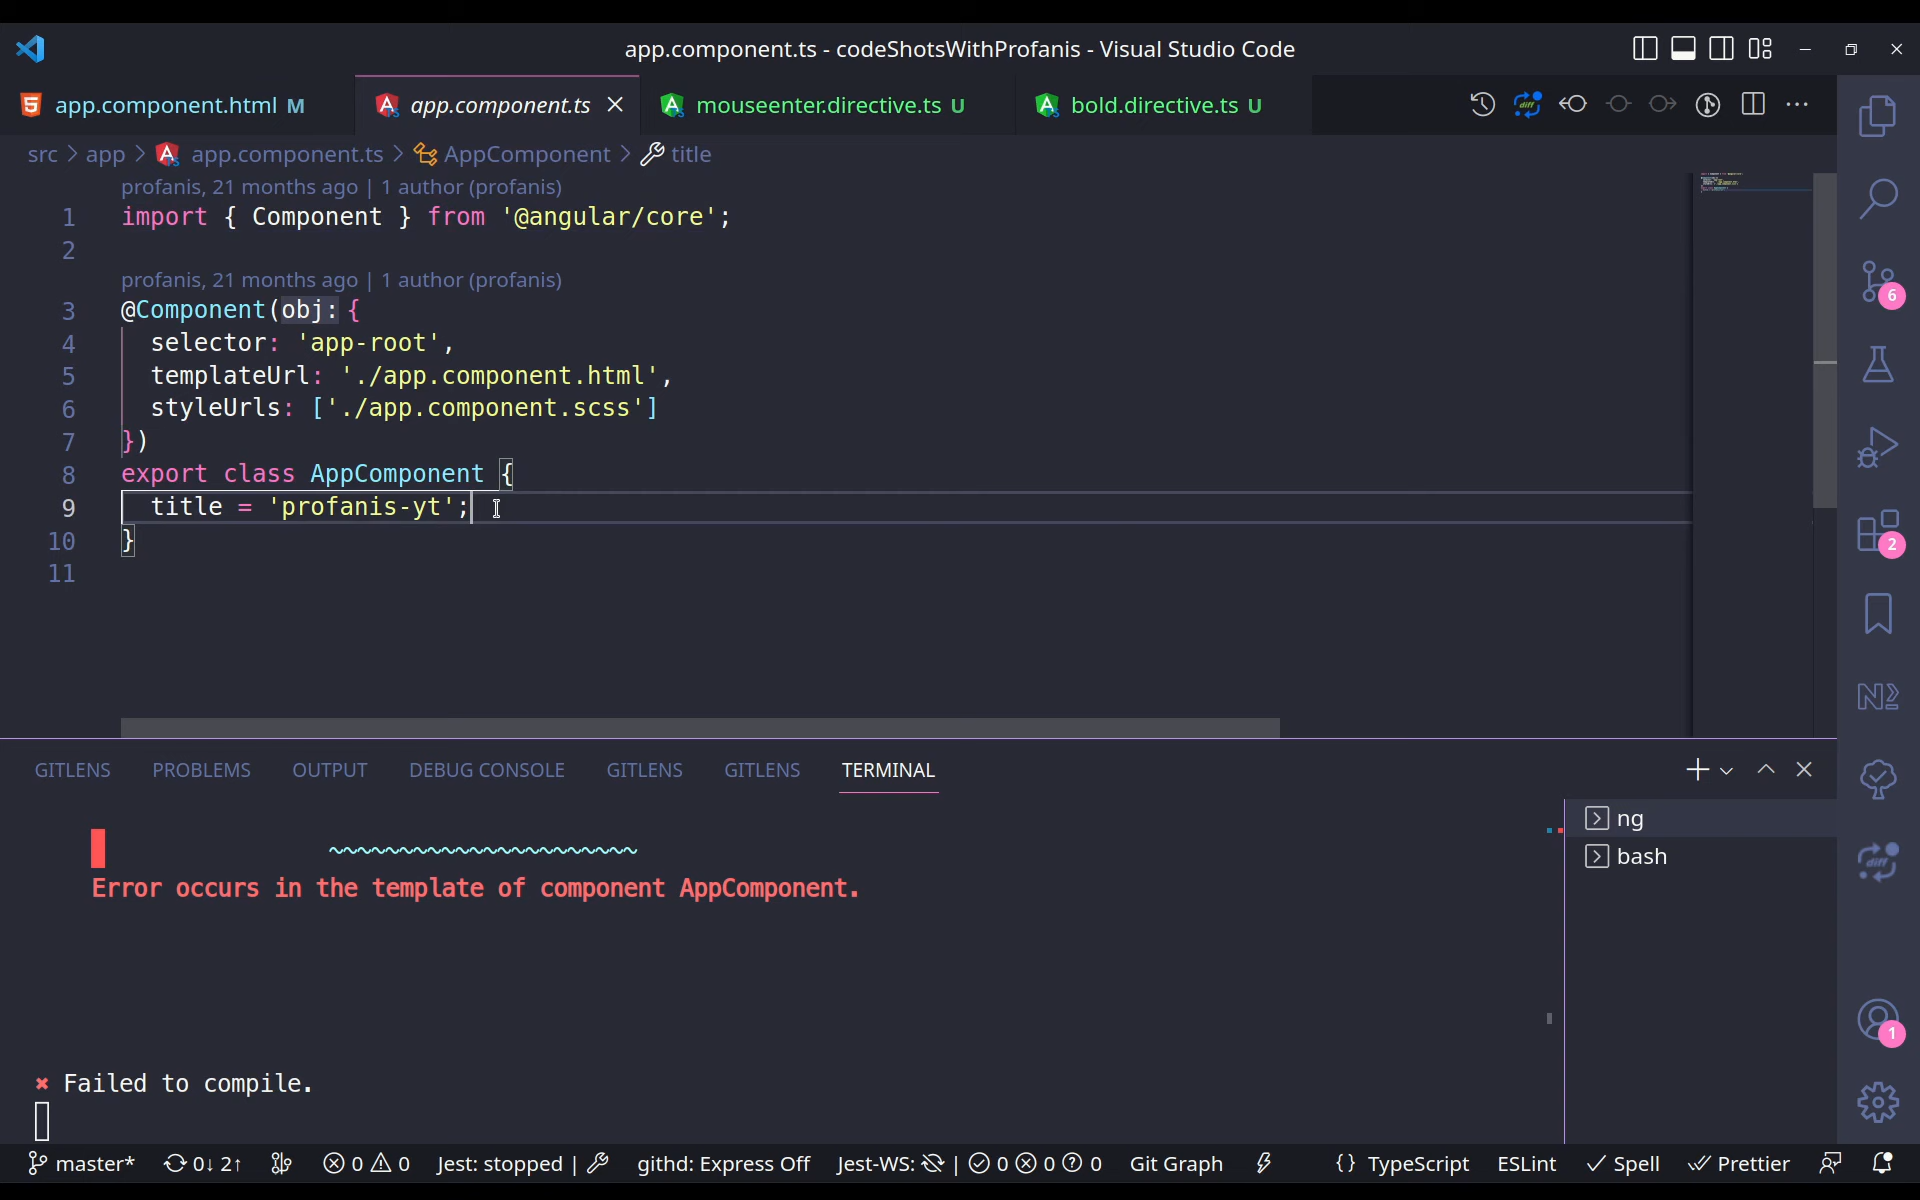 app.component.ts - codeShotsWithProfanis - Visual Studio Code
app.component.html M
app.component.ts
mouseenter.directive.ts U
bold.directive.ts U
src > app > app.component.ts > AppComponent > title
profanis, 21 months ago | 1 author (profanis)
1 import { Component } from '@angular/core';
2
profanis, 21 months ago | 1 author (profanis)
3 @Component(obj: {
4 selector: 'app-root',
5 templateUrl: './app.component.html',
6 styleUrls: ['./app.component.scss']
7 })
8 export class AppComponent {
9 title = 'profanis-yt';
10 }
11
6
2
1
GITLENS PROBLEMS OUTPUT DEBUG CONSOLE GITLENS GITLENS TERMINAL
ng
bash
Error occurs in the template of component AppComponent.
✖ Failed to compile.
master* 0↓ 2↑ 0 0 Jest: stopped | githd: Express Off Jest-WS: | 0 0 0 Git Graph {} TypeScript ESLint ✓ Spell Prettier